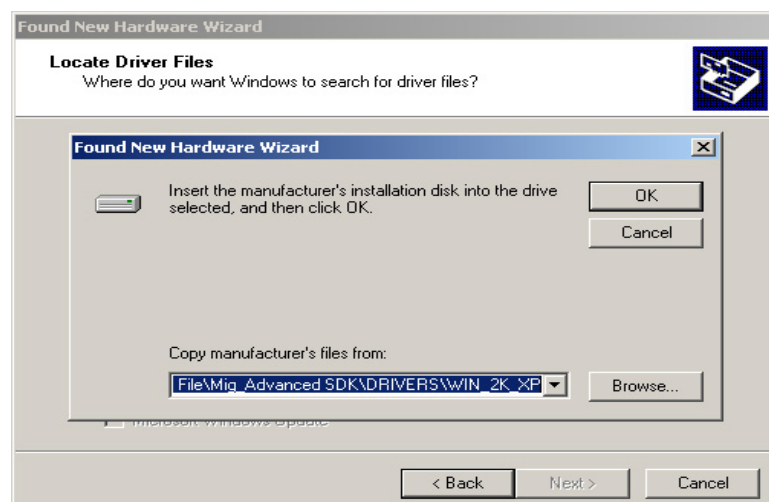 Found New Hardware Wizard
Locate Driver Files
Where do you want Windows to search for driver files?
Found New Hardware Wizard
Insert the manufacturer's installation disk into the drive
selected, and then click OK.
OK
Cancel
Copy manufacturer's files from:
File\Mig_Advanced SDK\DRIVERS\WIN_2K_XP
Browse...
Microsoft Windows Update
< Back
Next >
Cancel